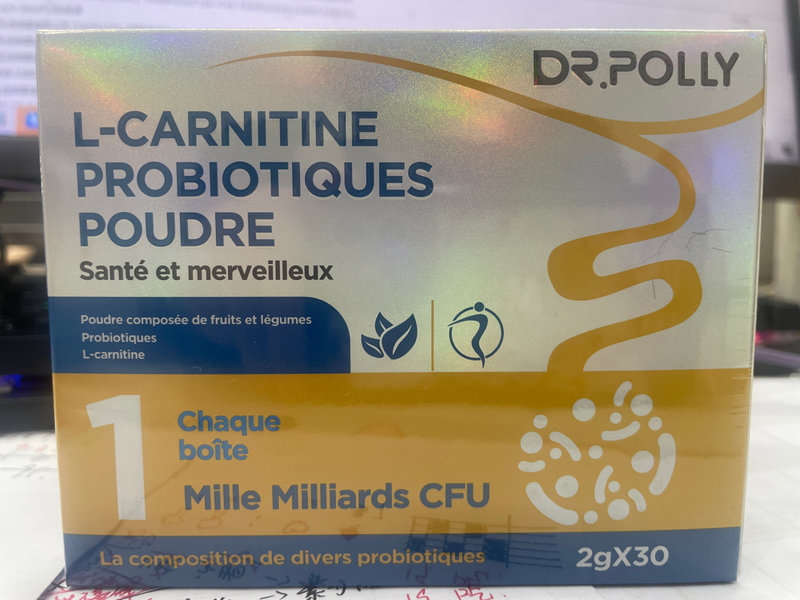 DR.POLLY
L-CARNITINE
PROBIOTIQUES
POUDRE
Santé et merveilleux
Poudre composée de fruits et légumes
Probiotiques
L-carnitine
1
Chaque
boîte
Mille Milliards CFU
La composition de divers probiotiques
2gX30